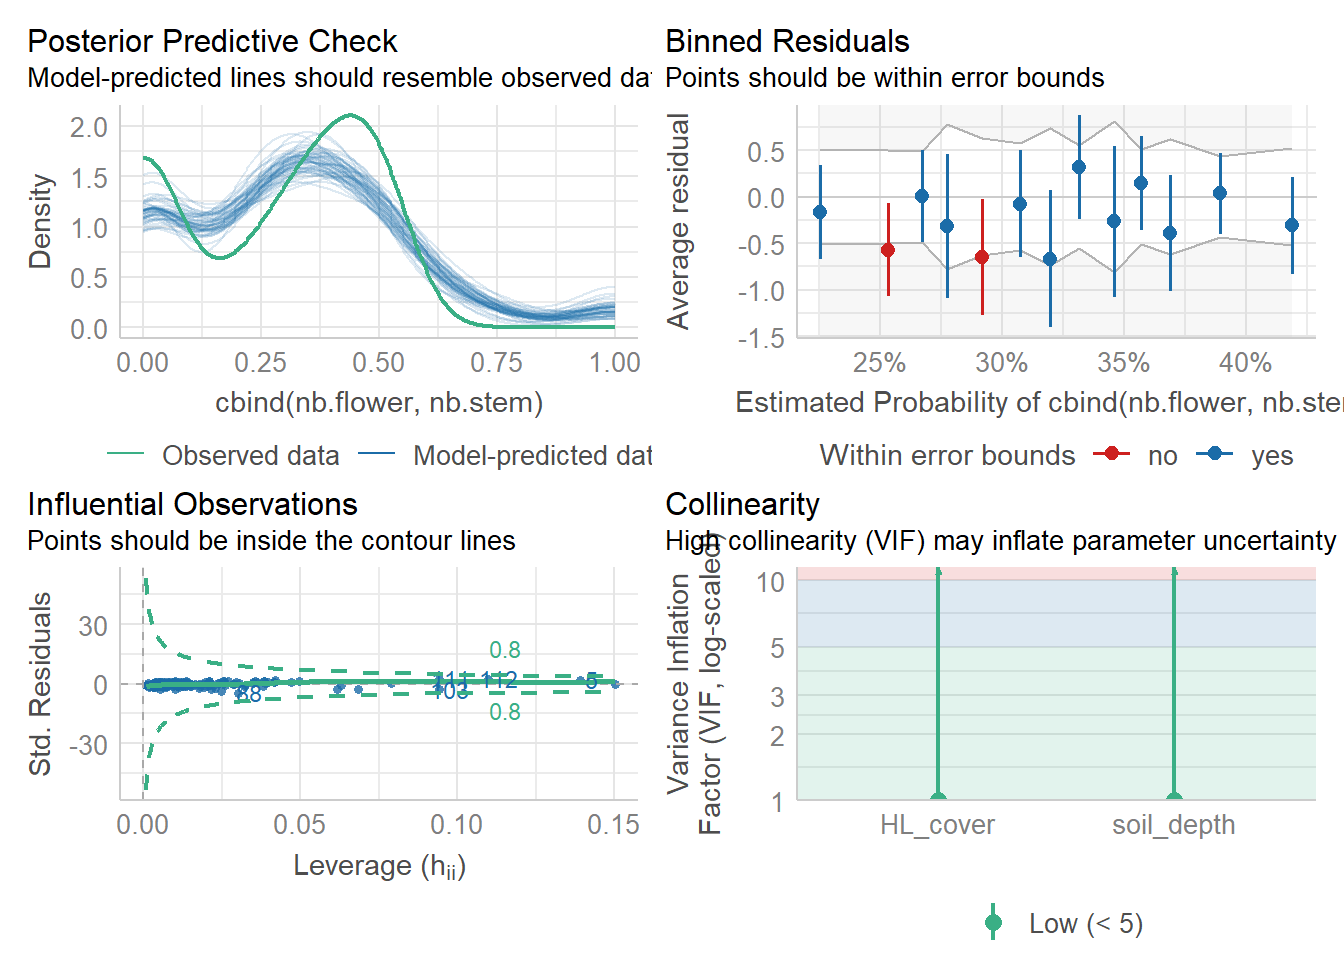 Posterior Predictive Check
Model-predicted lines should resemble observed dat
Density
2.0
1.5
1.0
0.5
0.0
0.00 0.25 0.50 0.75 1.00
cbind(nb.flower, nb.stem)
Observed data Model-predicted dat
Binned Residuals
Points should be within error bounds
Average residual
0.5
0.0
-0.5
-1.0
-1.5
25% 30% 35% 40%
Estimated Probability of cbind(nb.flower, nb.ste
Within error bounds no yes
Influential Observations
Points should be inside the contour lines
Std. Residuals
30
0
-30
0.8
111 112 5
88 103
0.8
0.00 0.05 0.10 0.15
Leverage (hii)
Collinearity
High collinearity (VIF) may inflate parameter uncertainty
Variance Inflation
Factor (VIF, log-scaled)
10
5
3
2
1
HL_cover soil_depth
Low (< 5)